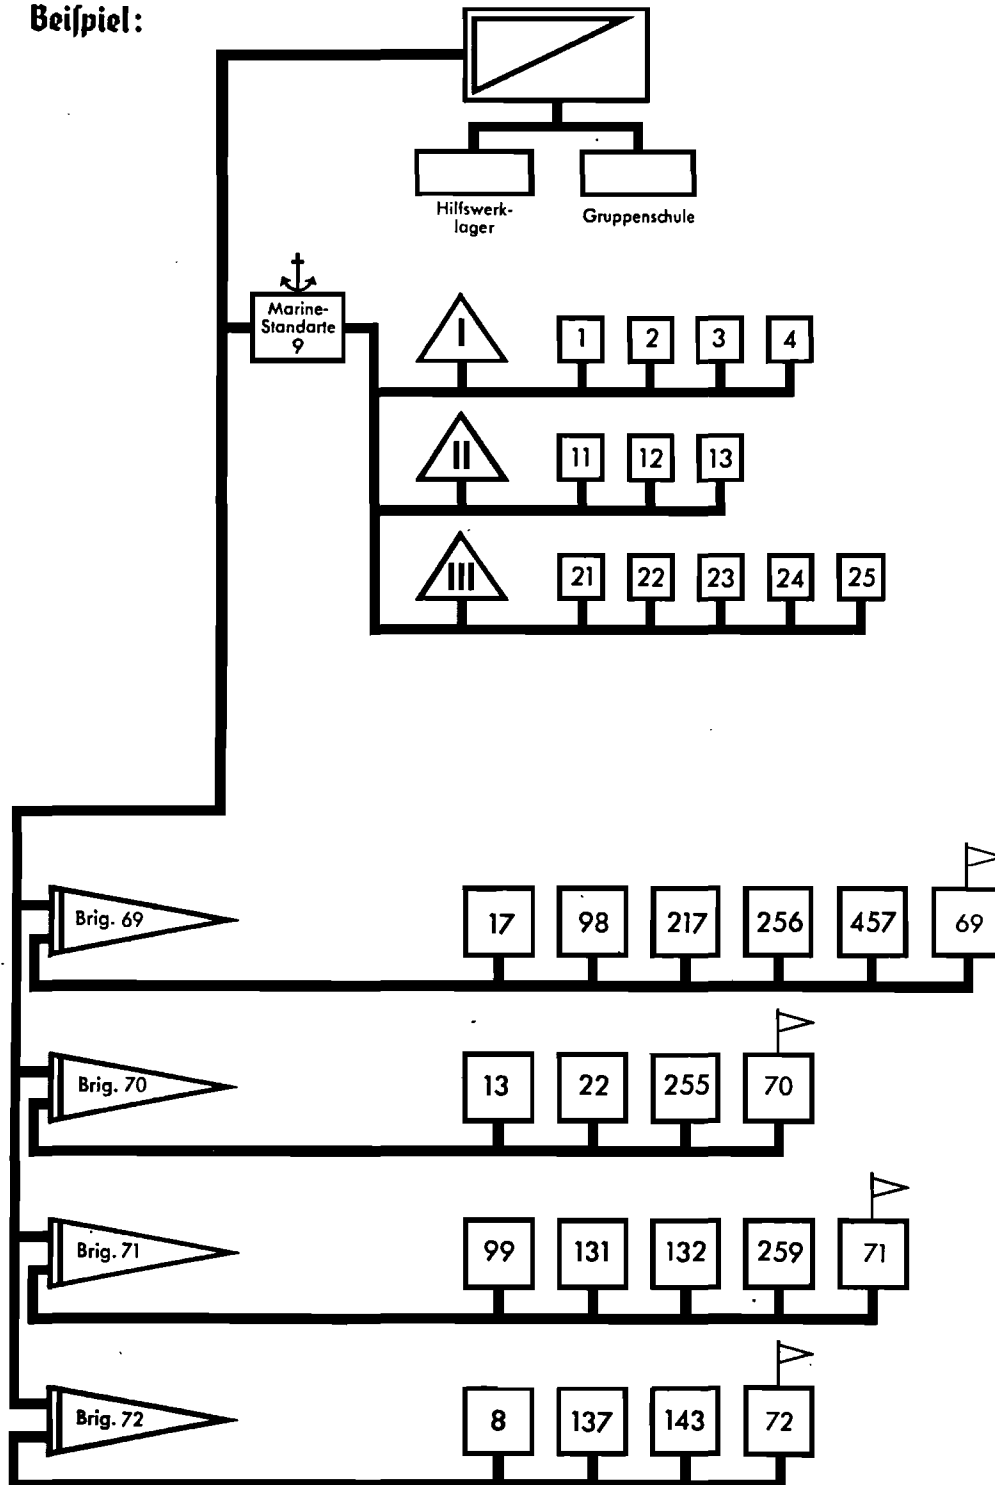 Beiſpiel:
Hilfswerk-
lager
Gruppenschule
Marine-
Standarte
9
I 1 2 3 4
II 11 12 13
III 21 22 23 24 25
Brig. 69 17 98 217 256 457 69
Brig. 70 13 22 255 70
Brig. 71 99 131 132 259 71
Brig. 72 8 137 143 72